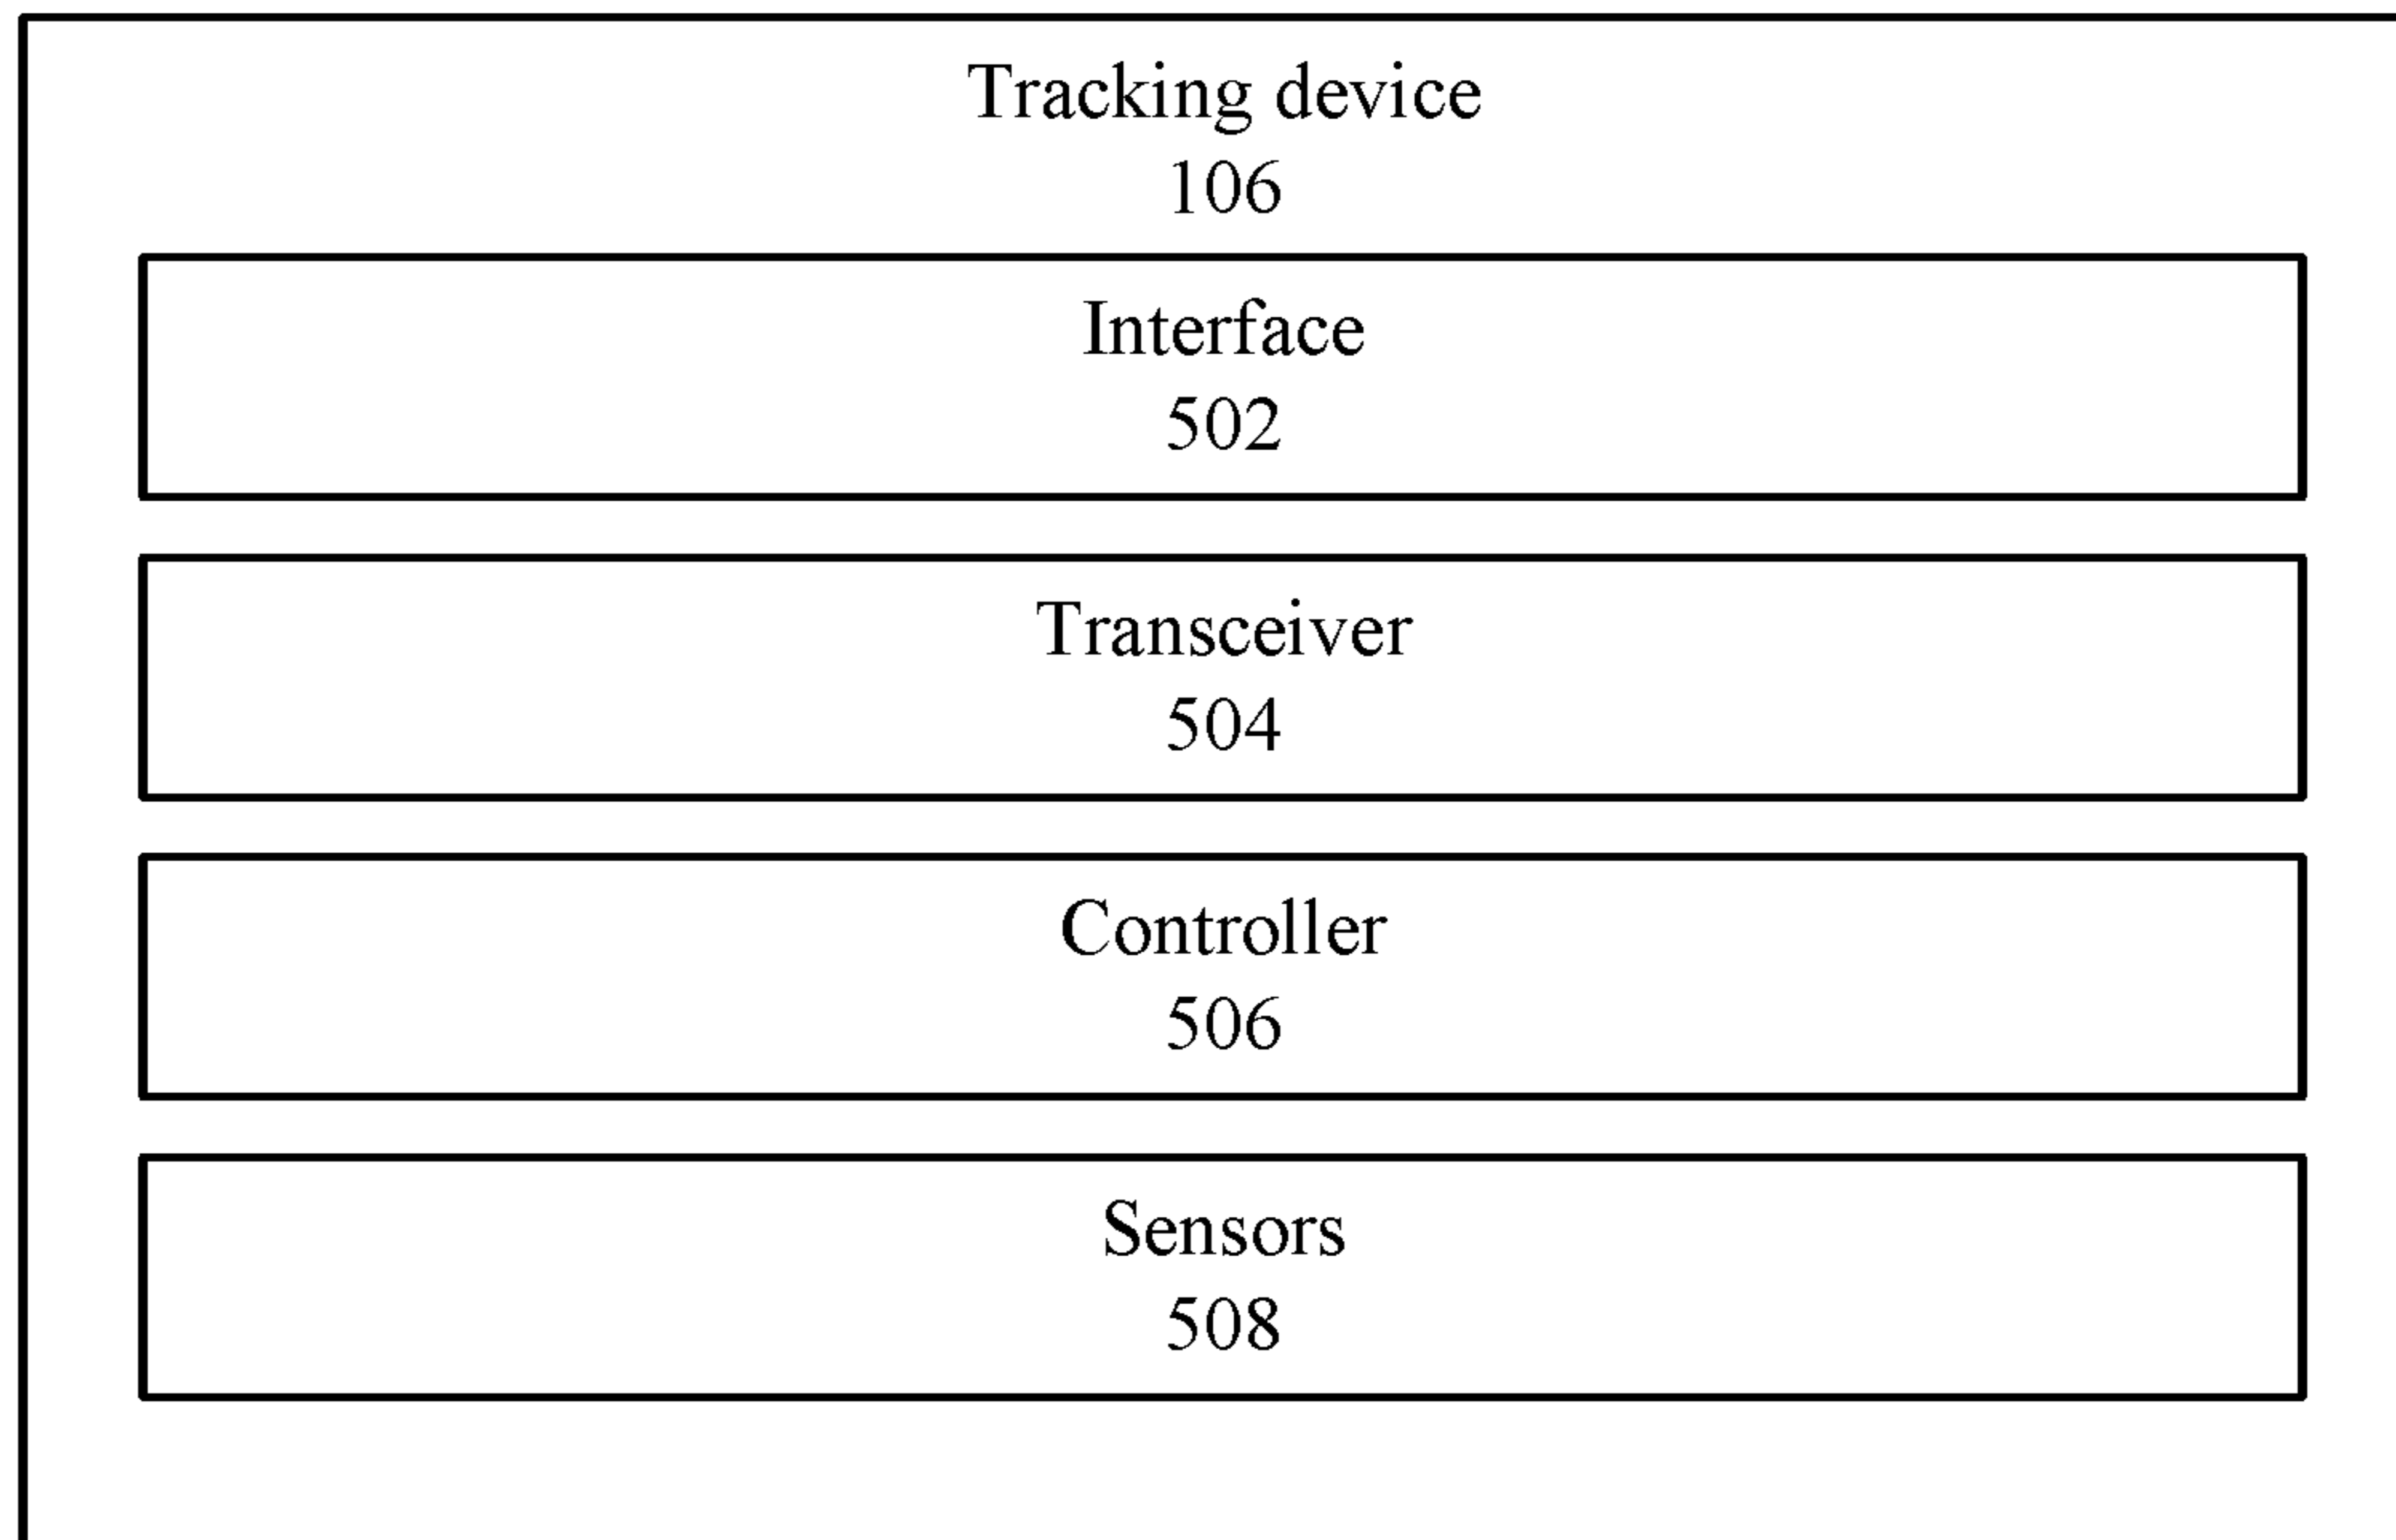 Tracking device
106
Interface
502
Transceiver
504
Controller
506
Sensors
508